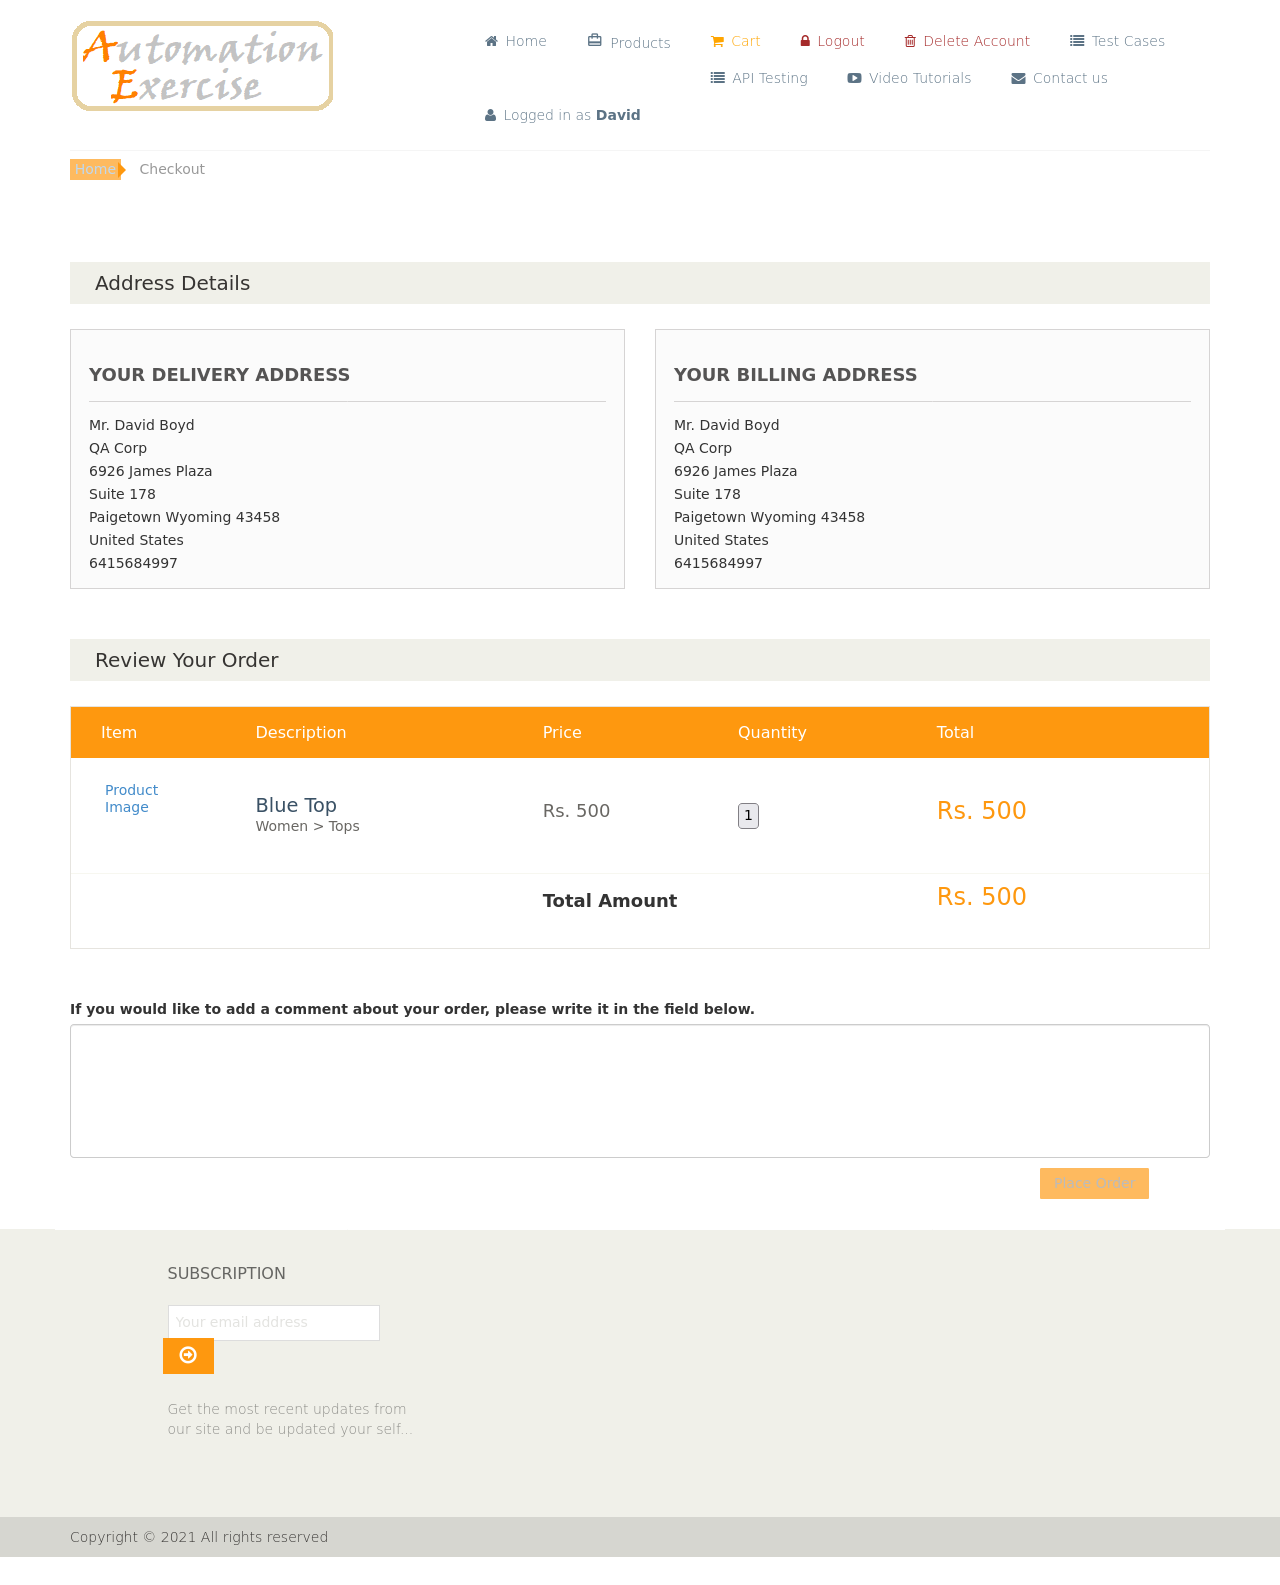 Automation
Exercise
Home
Products
Cart
Logout
Delete Account
Test Cases
API Testing
Video Tutorials
Contact us
Logged in as David
Home
Checkout
Address Details
YOUR DELIVERY ADDRESS
Mr. David Boyd
QA Corp
6926 James Plaza
Suite 178
Paigetown Wyoming 43458
United States
6415684997
YOUR BILLING ADDRESS
Mr. David Boyd
QA Corp
6926 James Plaza
Suite 178
Paigetown Wyoming 43458
United States
6415684997
Review Your Order
Item Description Price Quantity Total
Product
Image
Blue Top
Women > Tops
Rs. 500
1
Rs. 500
Total Amount
Rs. 500
If you would like to add a comment about your order, please write it in the field below.
Place Order
SUBSCRIPTION
Your email address
Get the most recent updates from
our site and be updated your self...
Copyright © 2021 All rights reserved